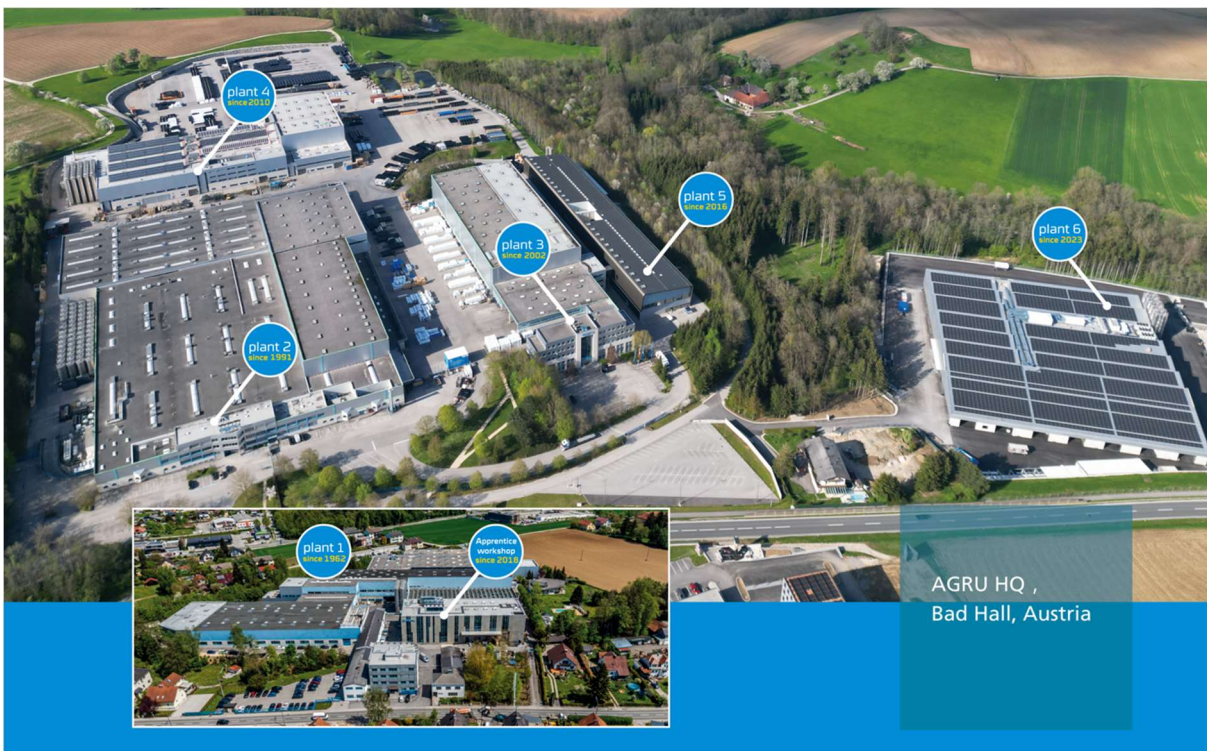 plant 4
since 2010
plant 5
since 2016
plant 3
since 2002
plant 6
since 2023
plant 2
since 1991
plant 1
since 1962
Apprentice
workshop
since 2018
AGRU HQ ,
Bad Hall, Austria